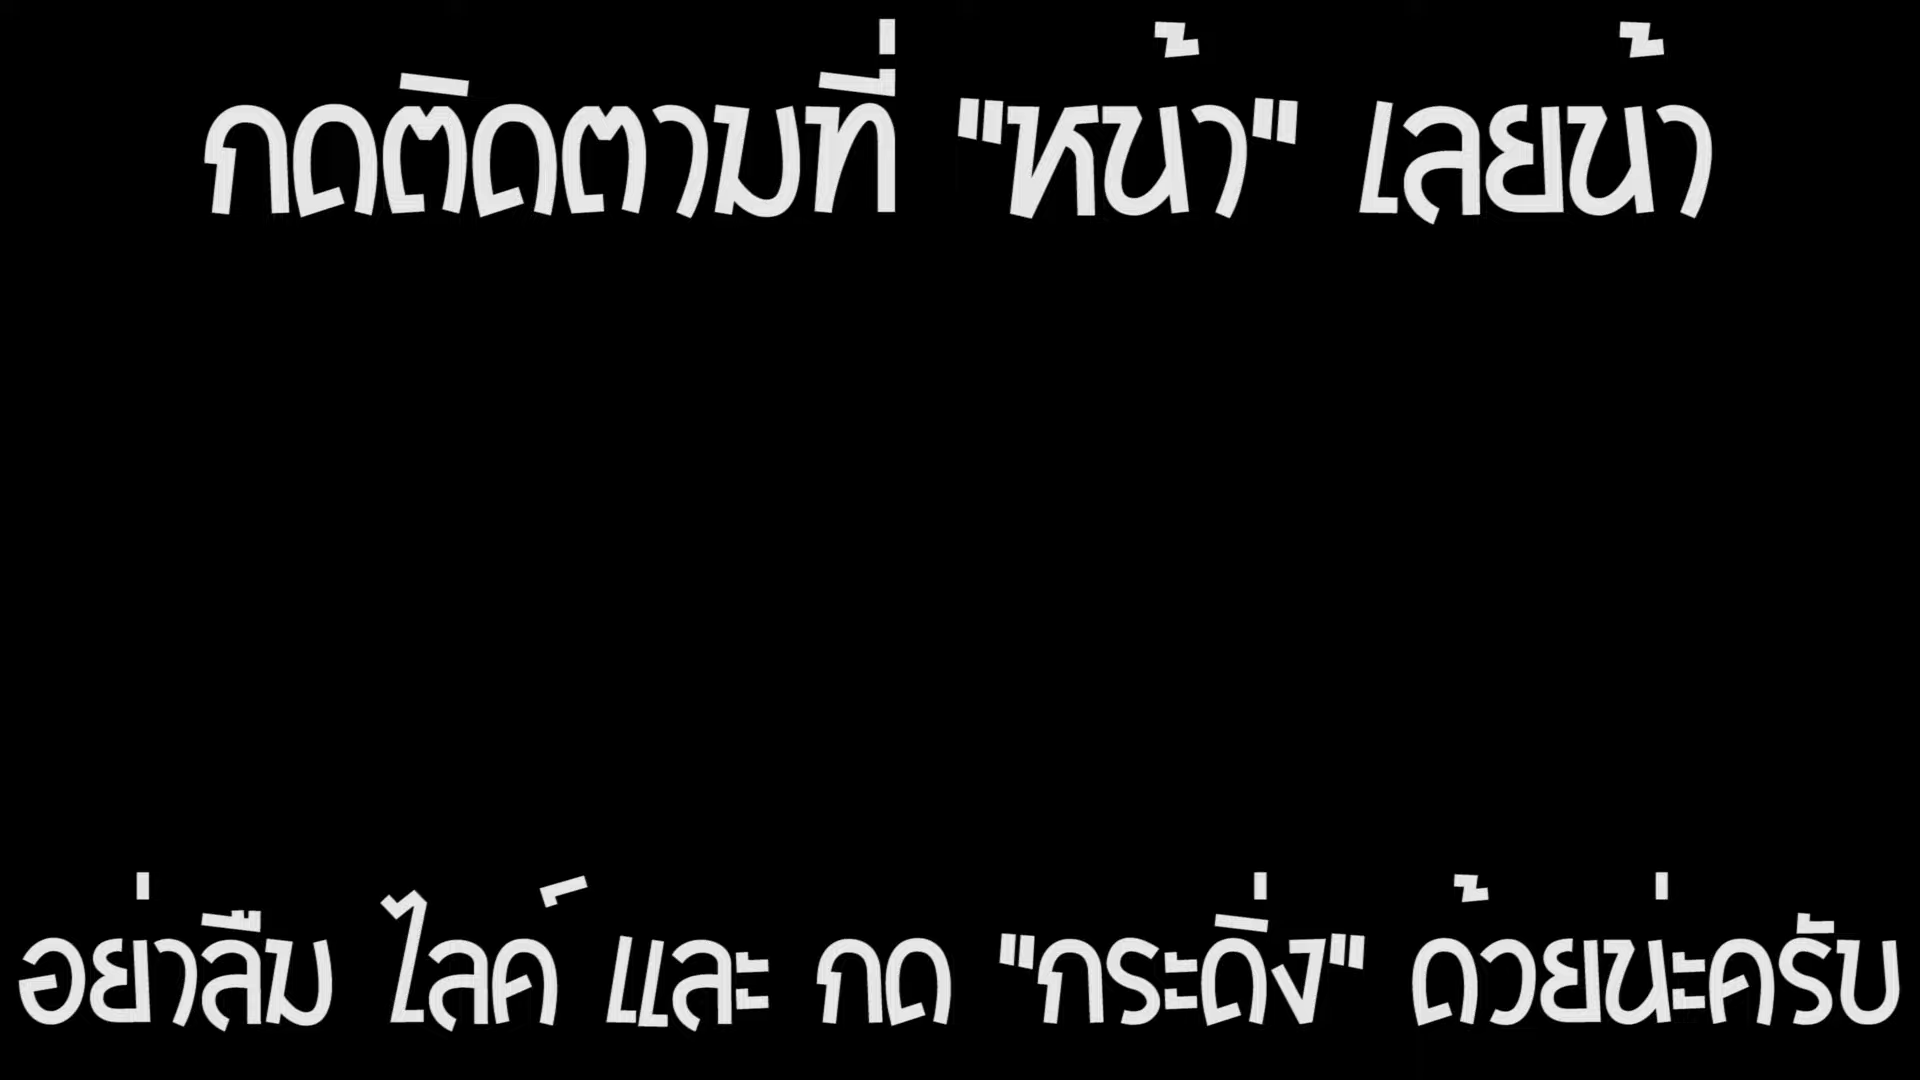 กดติดตามที่ "หน้า" เลยน้า
อย่าลืม ไลค์ และ กด "กระดิ่ง" ด้วยน่ะครับ